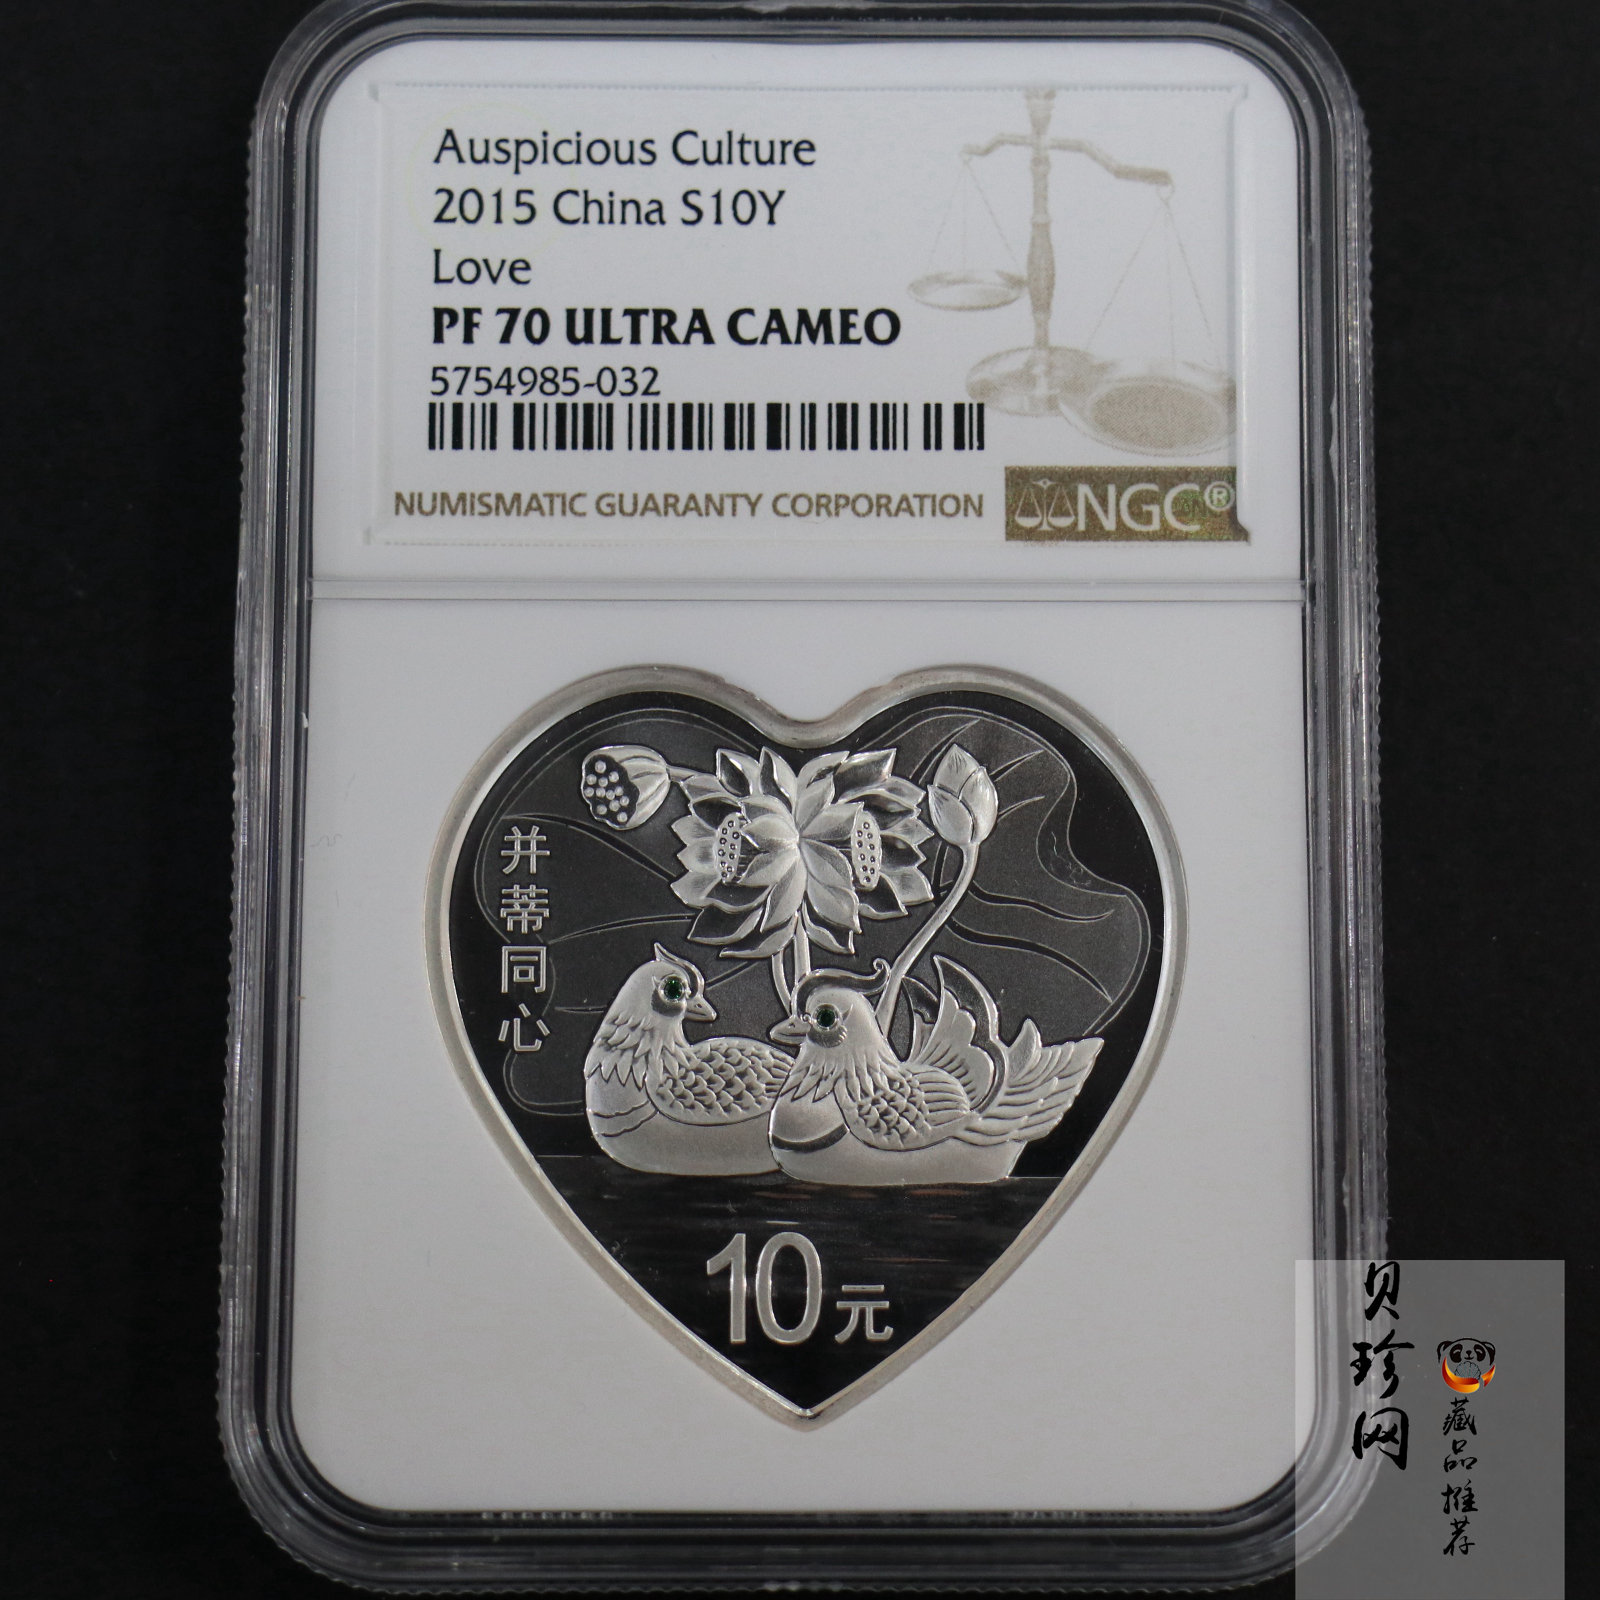 Auspicious Culture
2015 China S10Y
Love
PF 70 ULTRA CAMEO
5754985-032
NUMISMATIC GUARANTY CORPORATION
NGC®
并蒂同心
10元
贝珍网
藏品推荐